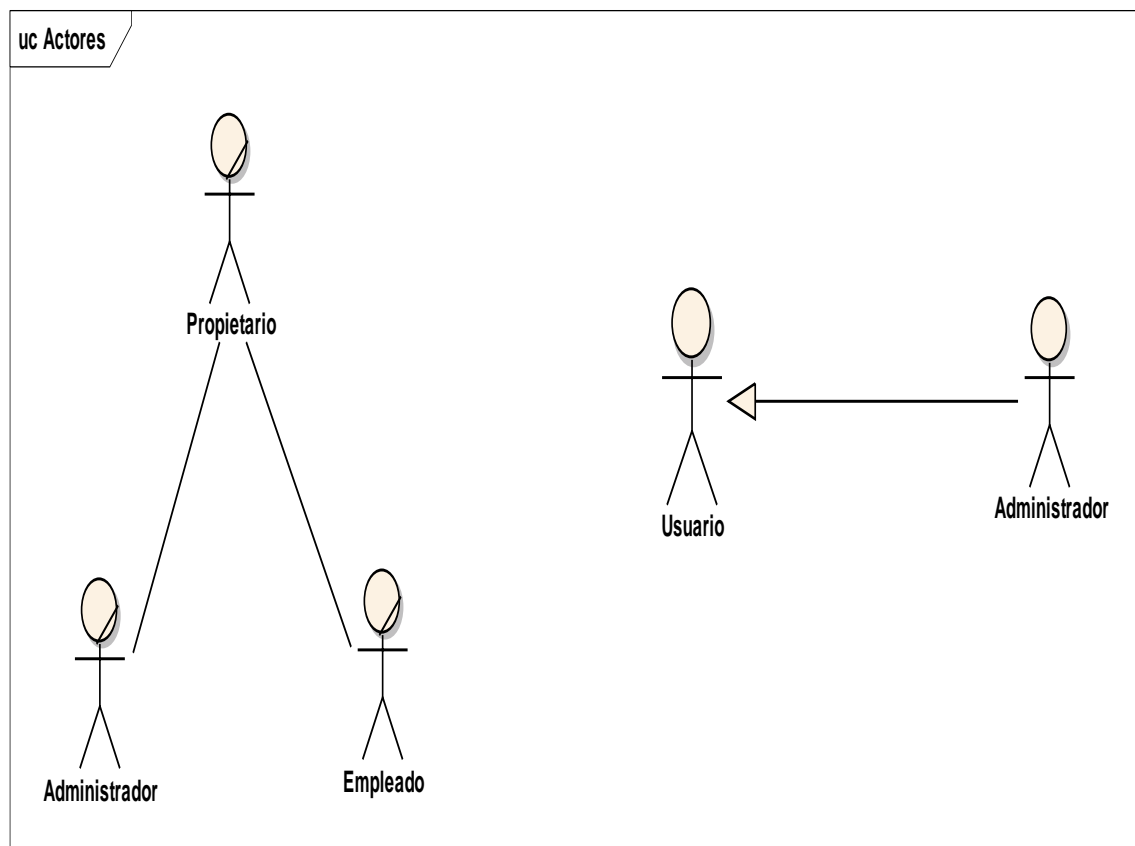 uc Actores
Propietario
Usuario
Administrador
Administrador
Empleado